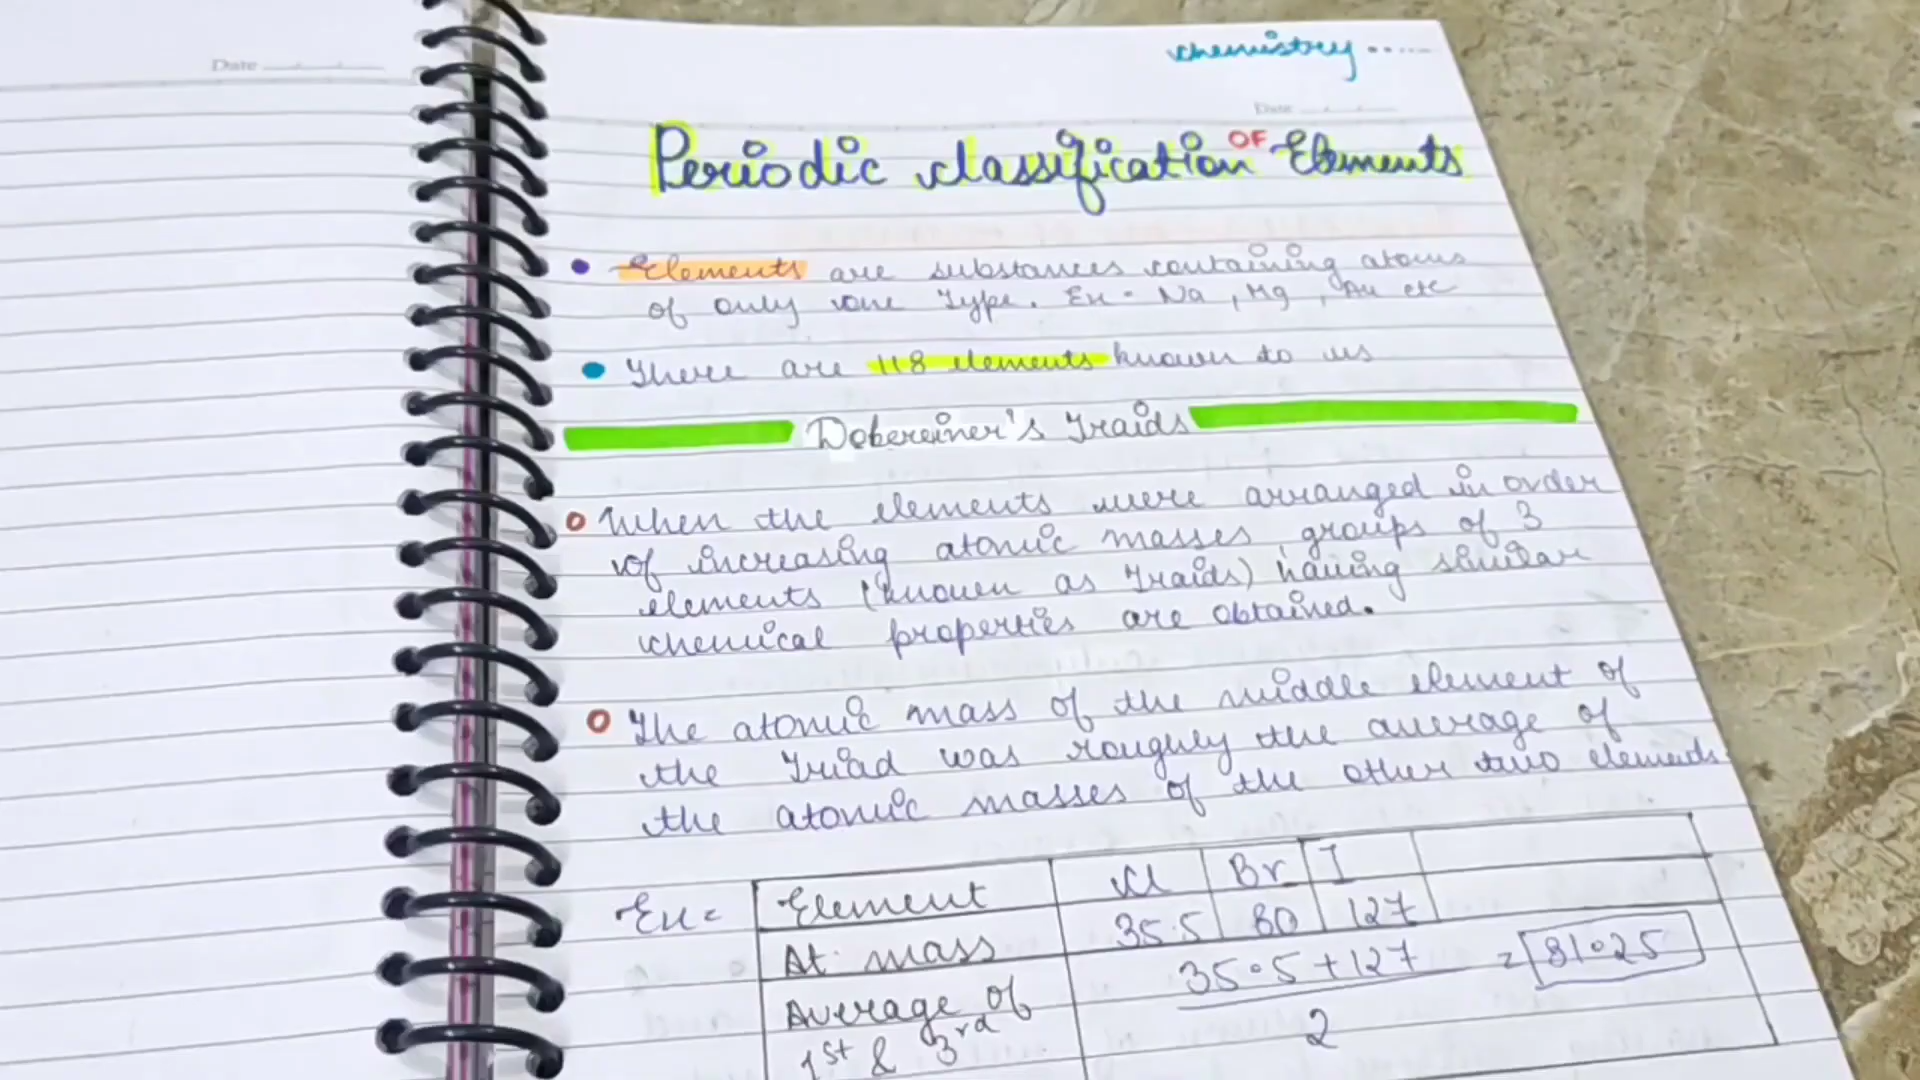 Date
chemistry .....
Date
Periodic classification OF Elements
Elements are substances containing atoms
of only one Type. Ex - Na, Mg, Au etc
There are 118 elements known to us
Dobereiner's Traids
When the elements were arranged in order
of increasing atomic masses, groups of 3
elements (known as Traids) having similar
chemical properties are obtained.
The atomic mass of the middle element of
the Triad was roughly the average of
the atomic masses of the other two elements.
Ex =
Element Cl Br I
At. mass 35.5 80 127
Average of
1st & 3rd
35.5 + 127
2
= 81.25